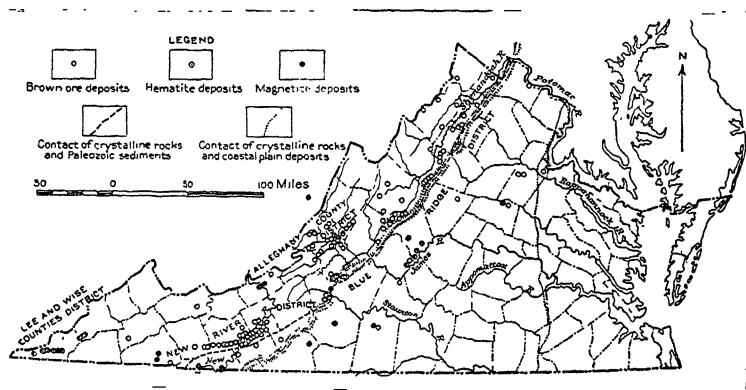 LEGEND
Brown ore deposits
Hematite deposits
Magnetite deposits
Contact of crystalline rocks
and Paleozoic sediments
Contact of crystalline rocks
and coastal plain deposits
50 0 50 100 Miles
N
Potomac R
DISTRICT
RIDGE
BLUE
Rappahannock R.
ALLEGHANY COUNTY
DISTRICT
James R
Appomattox R
Staunton R
LEE AND WISE
COUNTIES DISTRICT
NEW RIVER DISTRICT
New